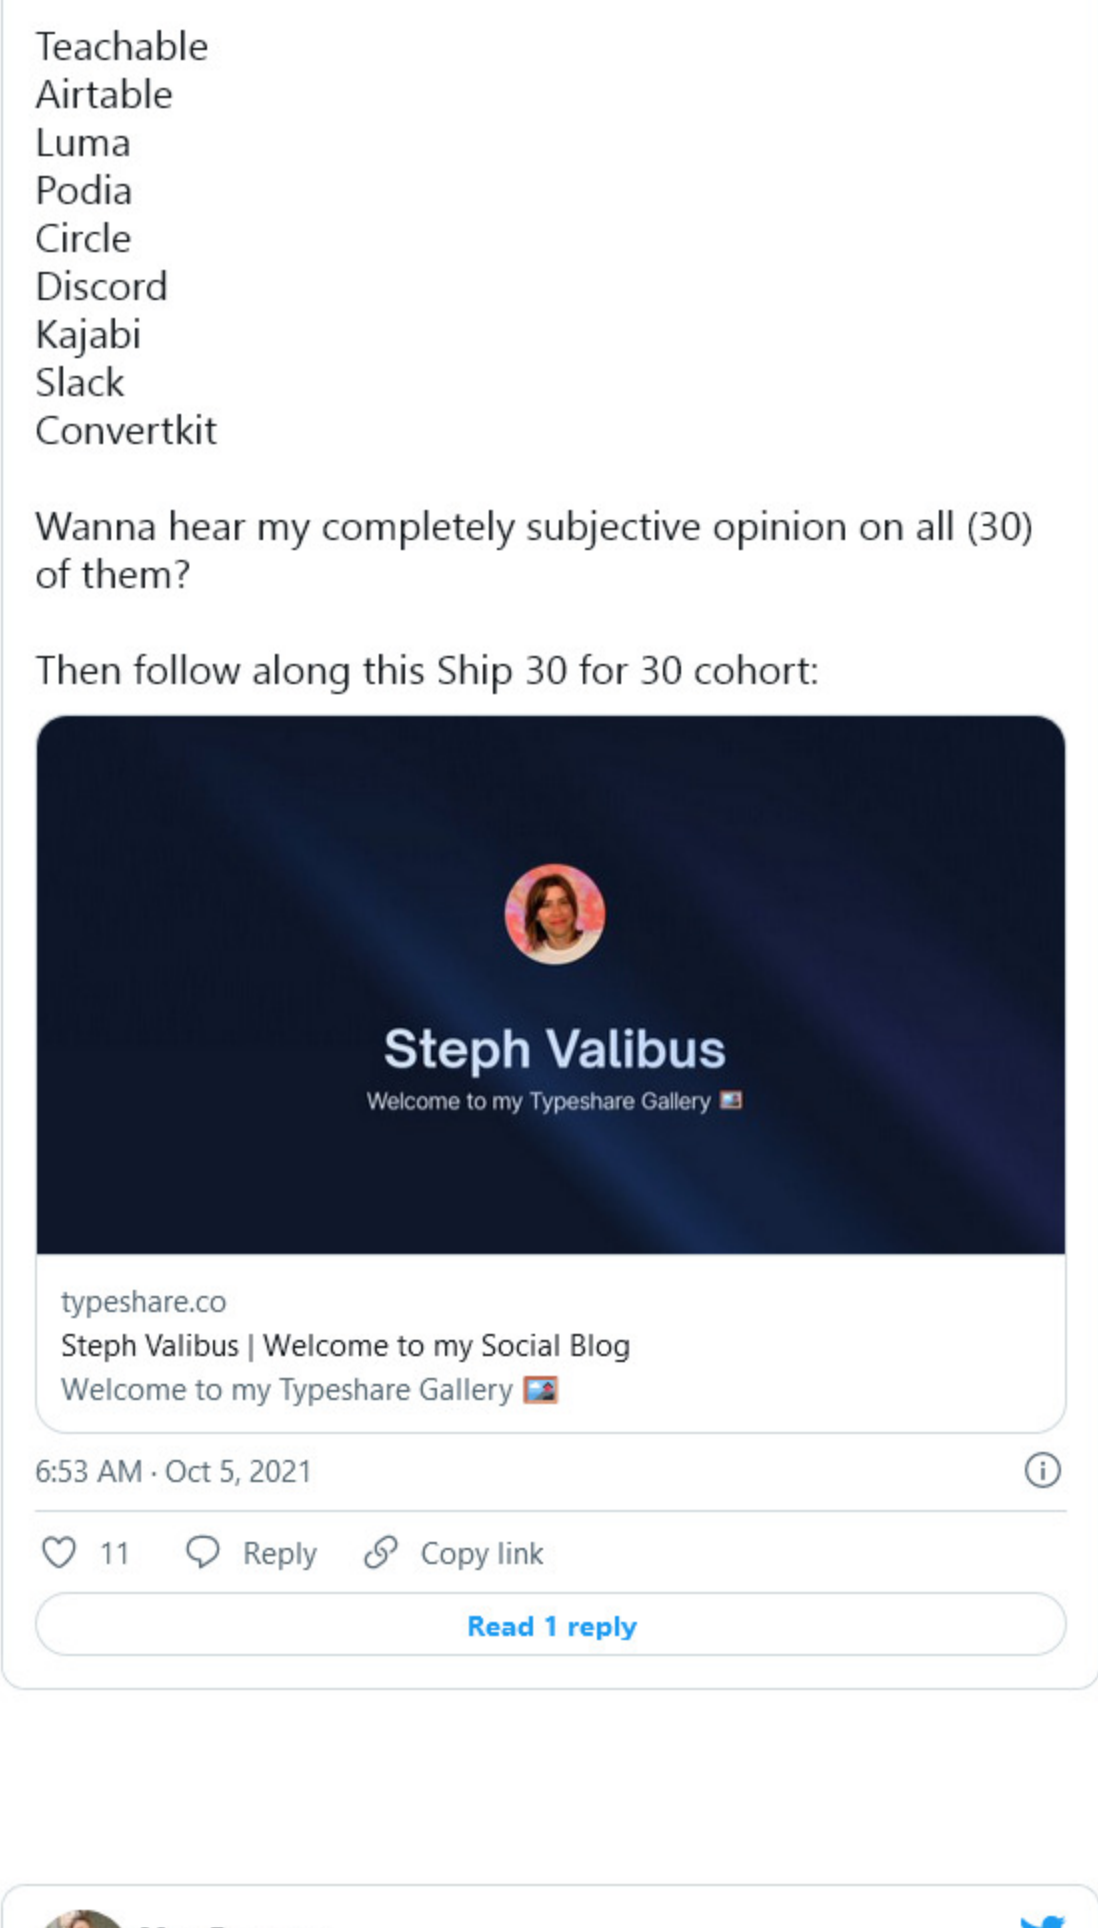 Teachable
Airtable
Luma
Podia
Circle
Discord
Kajabi
Slack
Convertkit
Wanna hear my completely subjective opinion on all (30)
of them?
Then follow along this Ship 30 for 30 cohort:
Steph Valibus
Welcome to my Typeshare Gallery 🖼️
typeshare.co
Steph Valibus | Welcome to my Social Blog
Welcome to my Typeshare Gallery 🖼️
6:53 AM · Oct 5, 2021
11 Reply Copy link
Read 1 reply